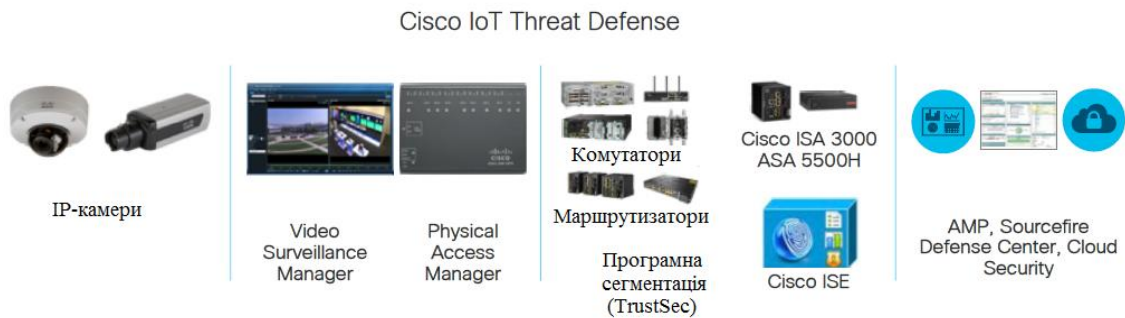 Cisco IoT Threat Defense
IP-камери
Video
Surveillance
Manager
Physical
Access
Manager
Комутатори
Маршрутизатори
Програмна
сегментація
(TrustSec)
Cisco ISA 3000
ASA 5500H
Cisco ISE
AMP, Sourcefire
Defense Center, Cloud
Security